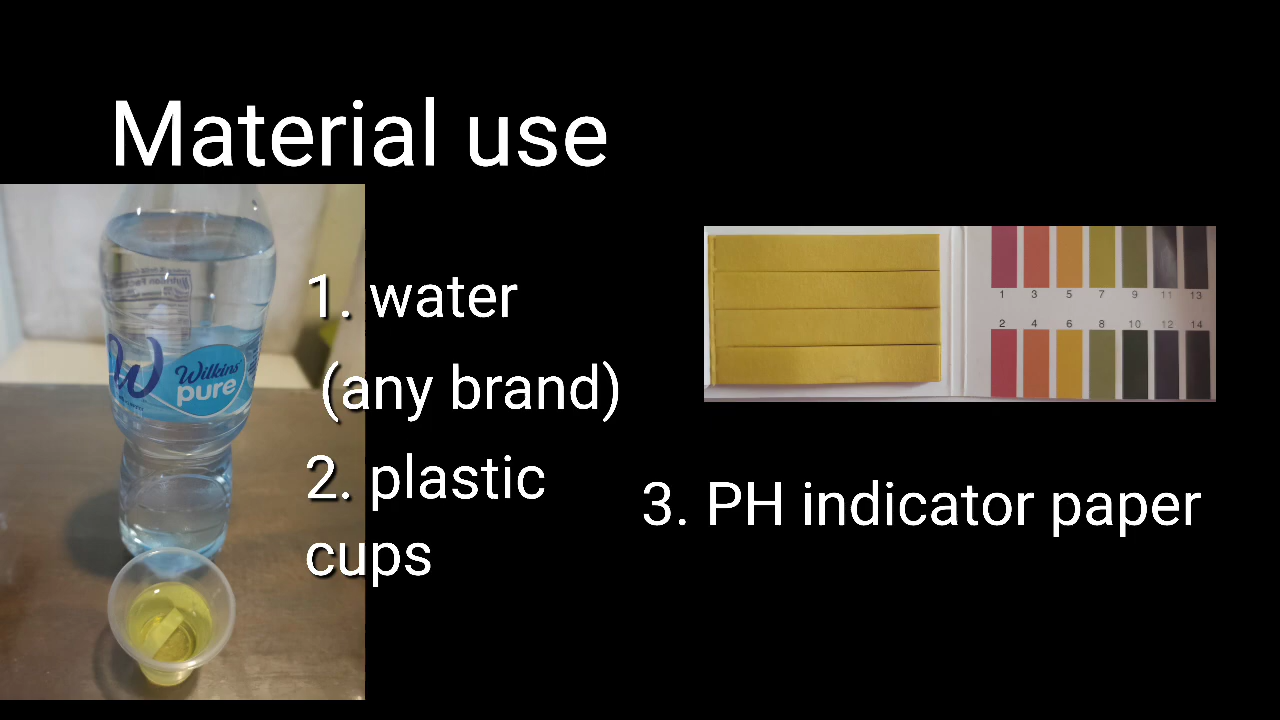 Material use
W
Wilkins
pure
1. water
(any brand)
2. plastic
cups
1 3 5 7 9 11 13
2 4 6 8 10 12 14
3. PH indicator paper